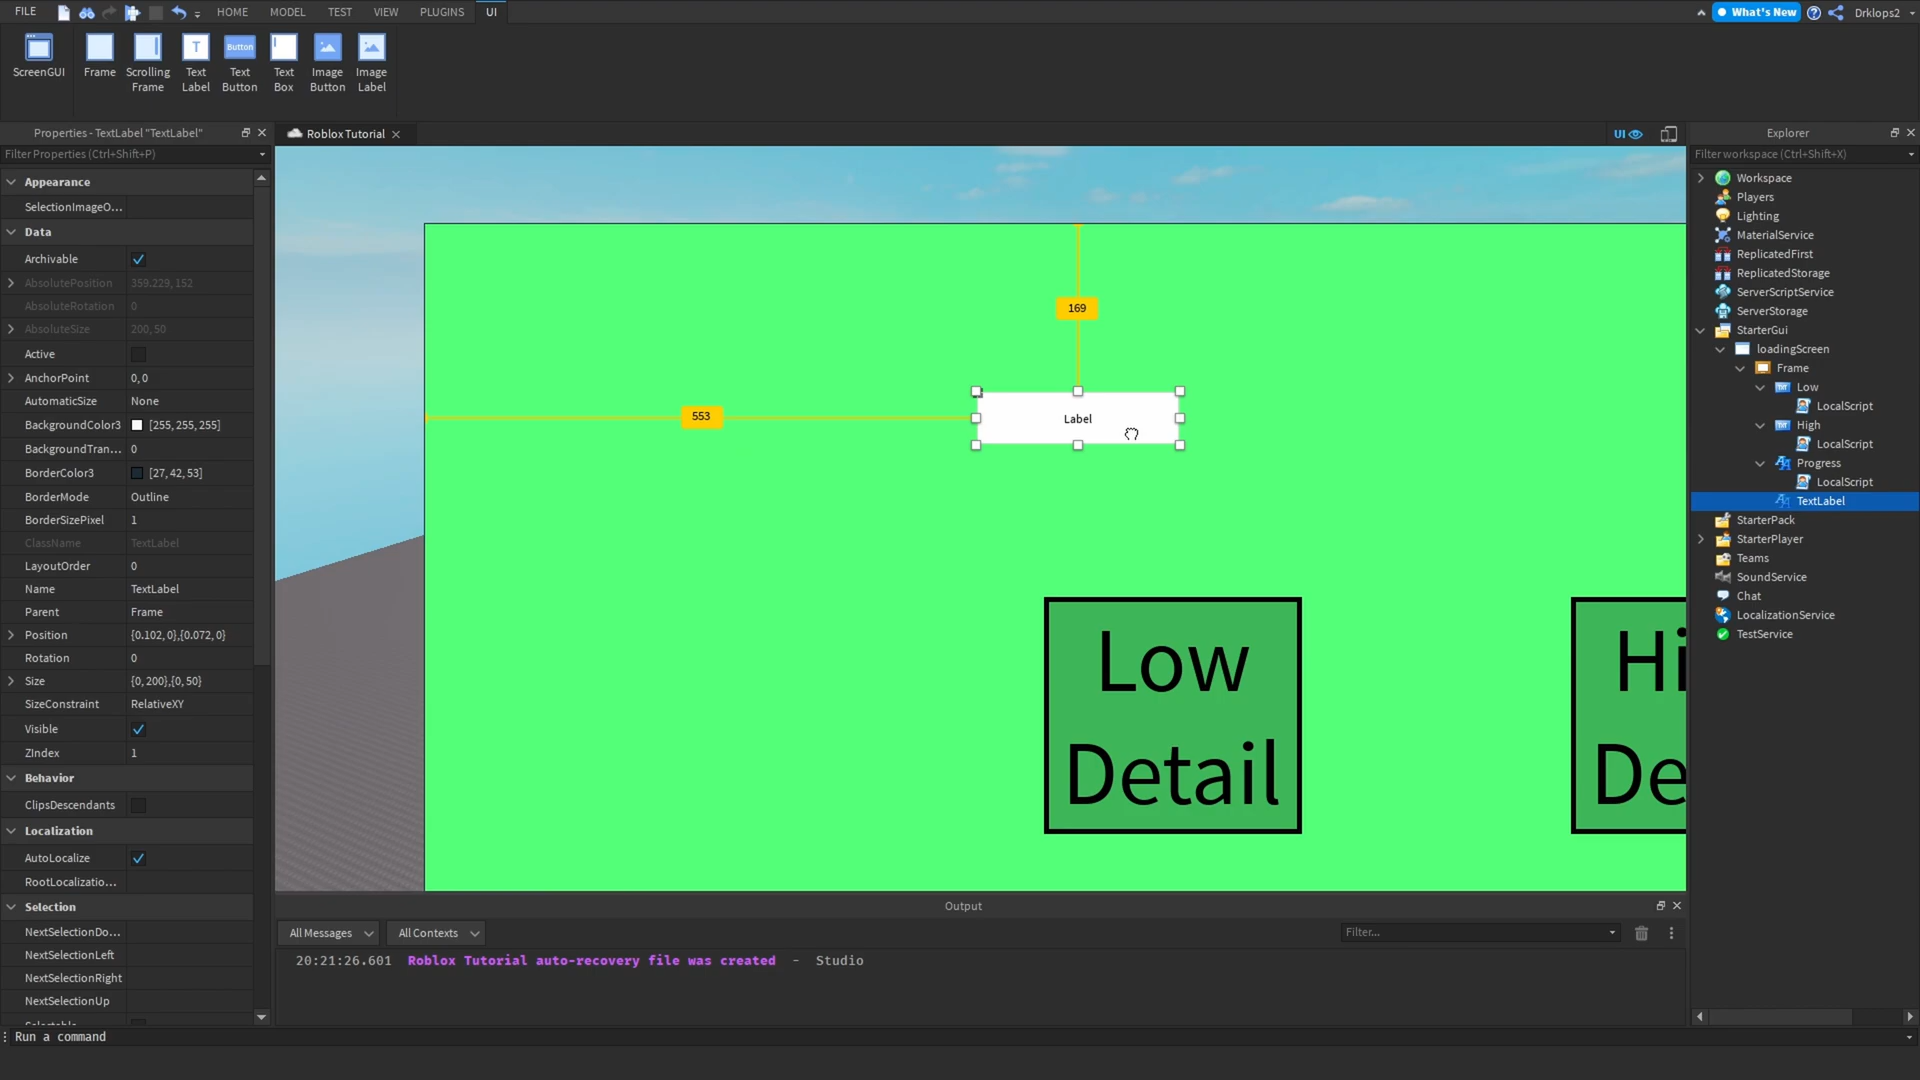 FILE
HOME
MODEL
TEST
VIEW
PLUGINS
UI
What's New
Drklops2
ScreenGUI
Frame
Scrolling
Frame
T
Text
Label
Button
Text
Button
Text
Box
Image
Button
Image
Label
Properties - TextLabel "TextLabel"
Filter Properties (Ctrl+Shift+P)
Appearance
SelectionImageO...
Data
Archivable
AbsolutePosition 359.229, 152
AbsoluteRotation 0
AbsoluteSize 200, 50
Active
AnchorPoint 0, 0
AutomaticSize None
BackgroundColor3 [255, 255, 255]
BackgroundTran... 0
BorderColor3 [27, 42, 53]
BorderMode Outline
BorderSizePixel 1
ClassName TextLabel
LayoutOrder 0
Name TextLabel
Parent Frame
Position {0.102, 0},{0.072, 0}
Rotation 0
Size {0, 200},{0, 50}
SizeConstraint RelativeXY
Visible
ZIndex 1
Behavior
ClipsDescendants
Localization
AutoLocalize
RootLocalizatio...
Selection
NextSelectionDo...
NextSelectionLeft
NextSelectionRight
NextSelectionUp
Roblox Tutorial
UI
169
553
Label
Low
Detail
Hi
De
Output
All Messages
All Contexts
Filter...
20:21:26.601 Roblox Tutorial auto-recovery file was created - Studio
Explorer
Filter workspace (Ctrl+Shift+X)
Workspace
Players
Lighting
MaterialService
ReplicatedFirst
ReplicatedStorage
ServerScriptService
ServerStorage
StarterGui
loadingScreen
Frame
Low
LocalScript
High
LocalScript
Progress
LocalScript
TextLabel
StarterPack
StarterPlayer
Teams
SoundService
Chat
LocalizationService
TestService
Run a command